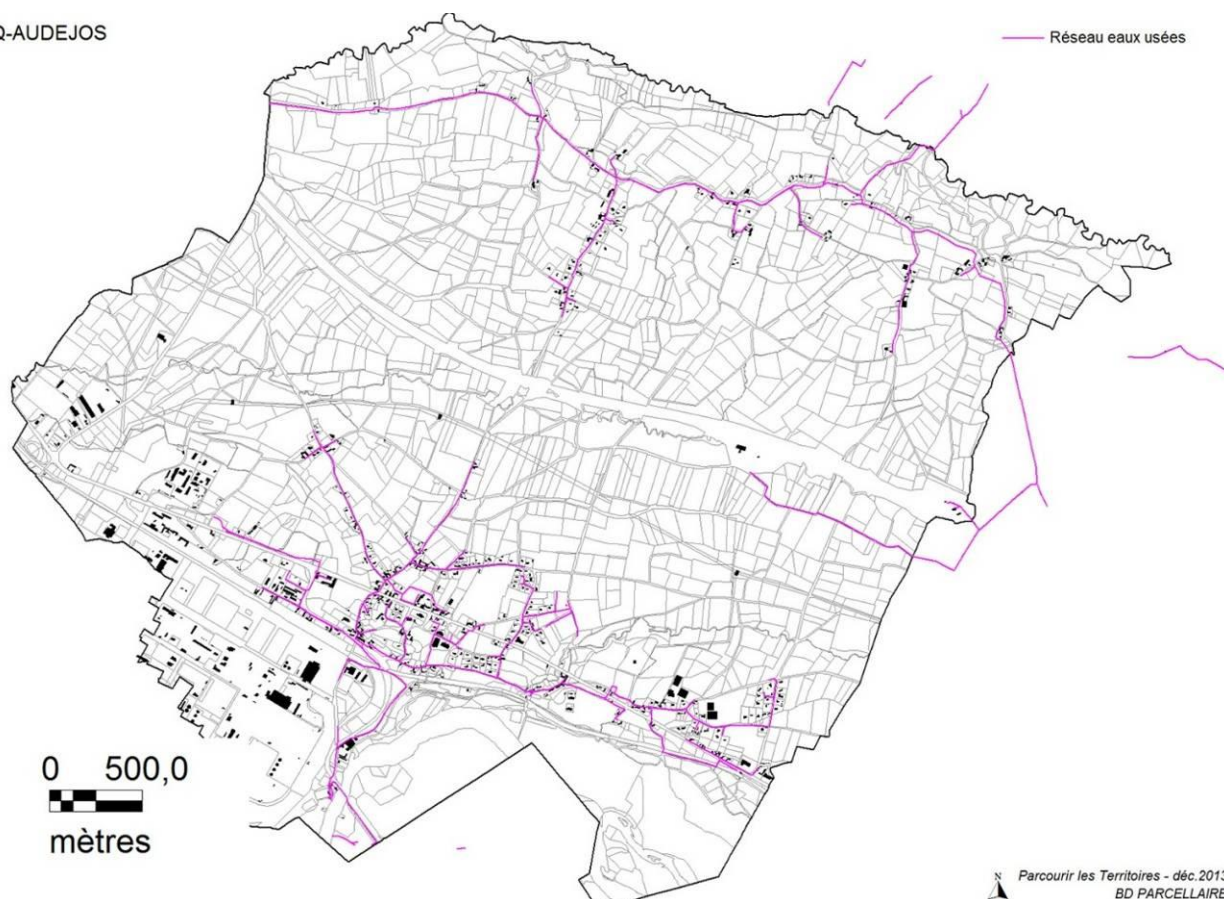 Q-AUDEJOS
Réseau eaux usées
0 500,0
mètres
N
Parcourir les Territoires - déc.2013
BD PARCELLAIRE